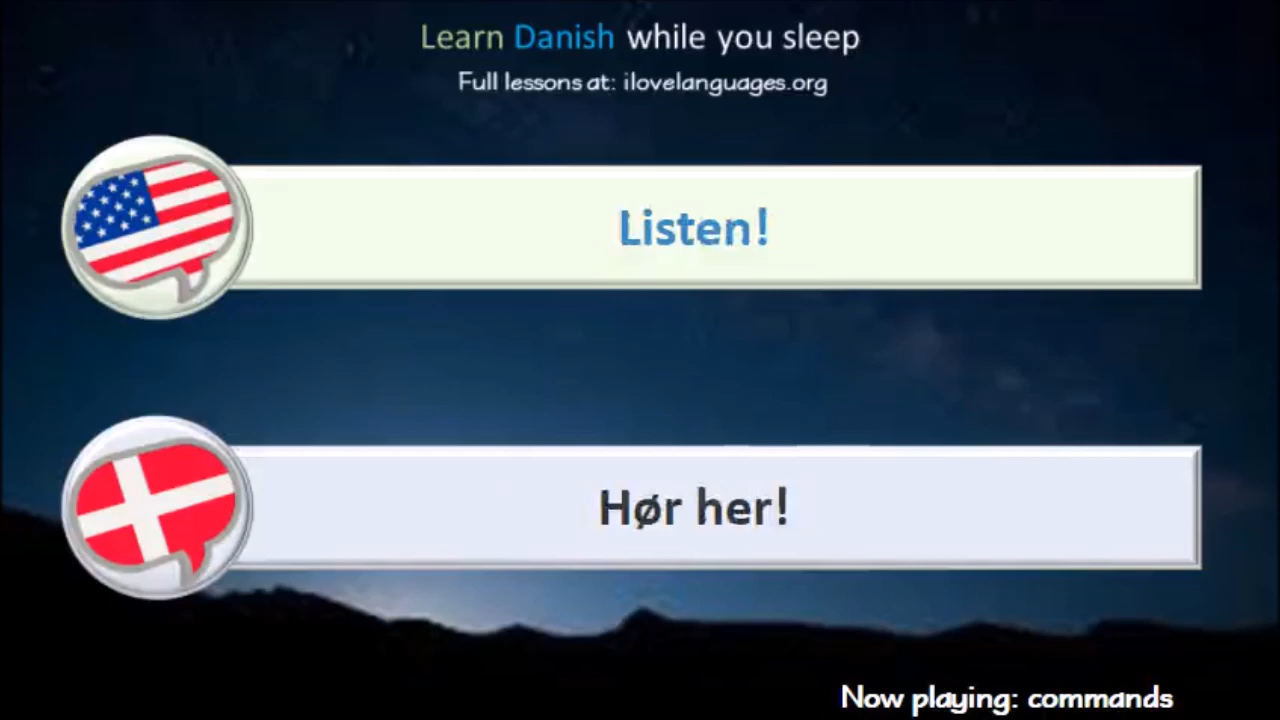 Learn Danish while you sleep
Full lessons at: ilovelanguages.org
Listen!
Hør her!
Now playing: commands